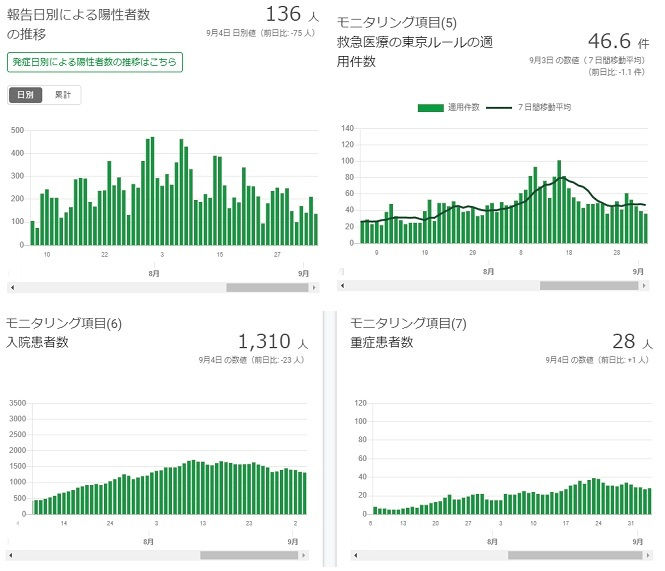 報告日別による陽性者数
の推移
136 人
9月4日 日別値（前日比: -75 人）
発症日別による陽性者数の推移はこちら
日別 累計
500
400
300
200
100
0
10 22 3 15 27
8月 9月
モニタリング項目(5)
救急医療の東京ルールの適
用件数
46.6 件
9月3日 の数値（７日間移動平均）
（前日比: -1.1 件）
適用件数 ７日間移動平均
140
120
100
80
60
40
20
0
9 19 29 8 18 28
8月 9月
モニタリング項目(6)
入院患者数
1,310 人
9月4日 の数値（前日比: -23 人）
3500
3000
2500
2000
1500
1000
500
0
4 14 24 3 13 23 2
8月 9月
モニタリング項目(7)
重症患者数
28 人
9月4日 の数値（前日比: +1 人）
120
100
80
60
40
20
0
6 13 20 27 3 10 17 24 31
8月 9月